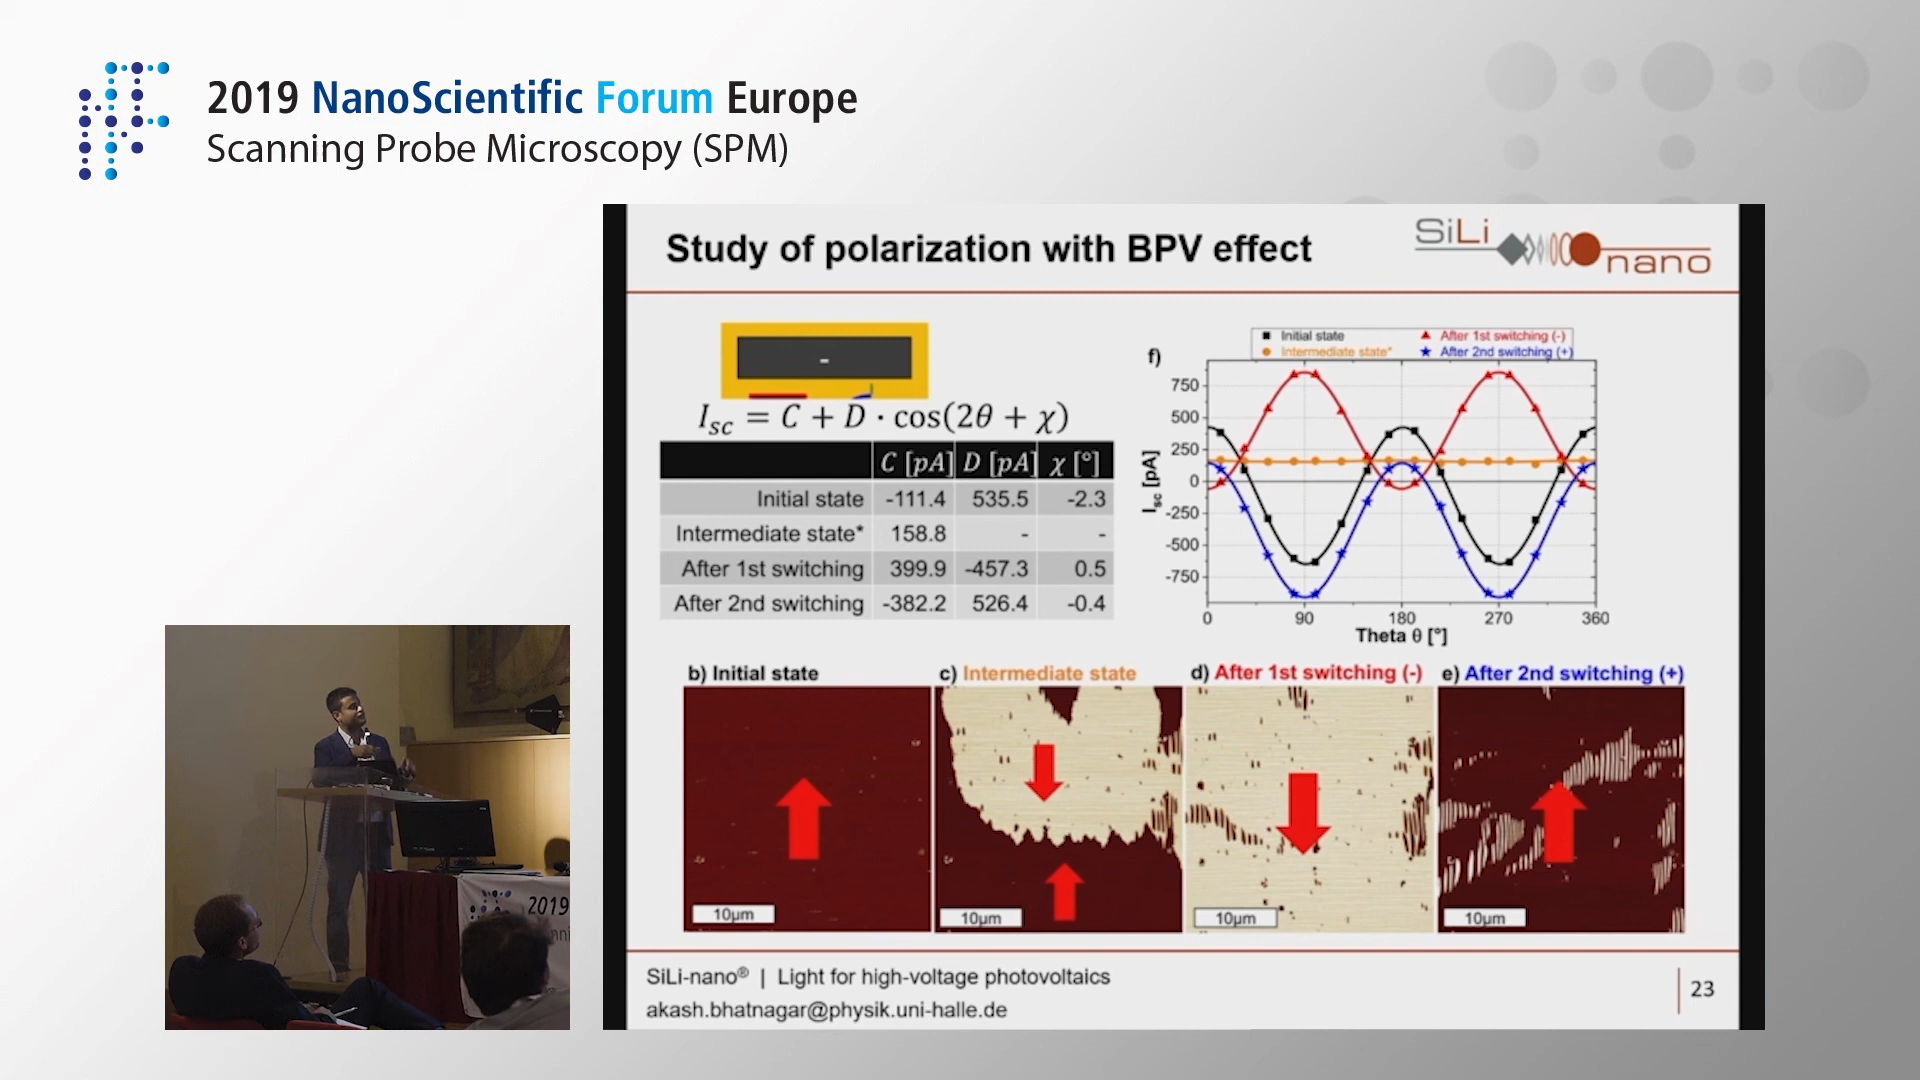 2019 NanoScientific Forum Europe
Scanning Probe Microscopy (SPM)
Study of polarization with BPV effect
SiLi nano
-
I_sc = C + D · cos(2θ + χ)
C [pA] D [pA] χ [°]
Initial state -111.4 535.5 -2.3
Intermediate state* 158.8 - -
After 1st switching 399.9 -457.3 0.5
After 2nd switching -382.2 526.4 -0.4
f)
Initial state After 1st switching (-)
Intermediate state* After 2nd switching (+)
750
500
250
0
-250
-500
-750
I_sc [pA]
0 90 180 270 360
Theta θ [°]
b) Initial state
c) Intermediate state
d) After 1st switching (-)
e) After 2nd switching (+)
10µm
10µm
10µm
10µm
SiLi-nano® | Light for high-voltage photovoltaics
akash.bhatnagar@physik.uni-halle.de
23
2019